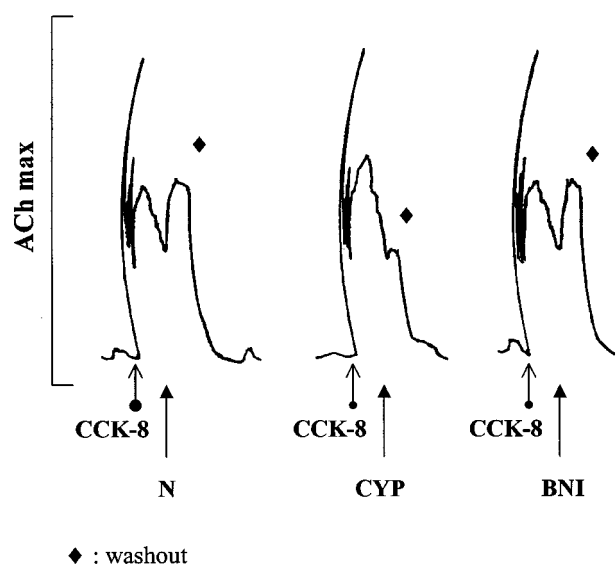 ACh max
CCK-8 CCK-8 CCK-8
N CYP BNI
♦ : washout